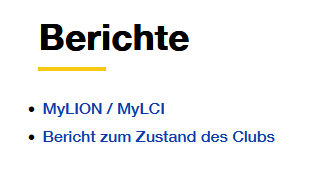 Berichte
MyLION / MyLCI
Bericht zum Zustand des Clubs